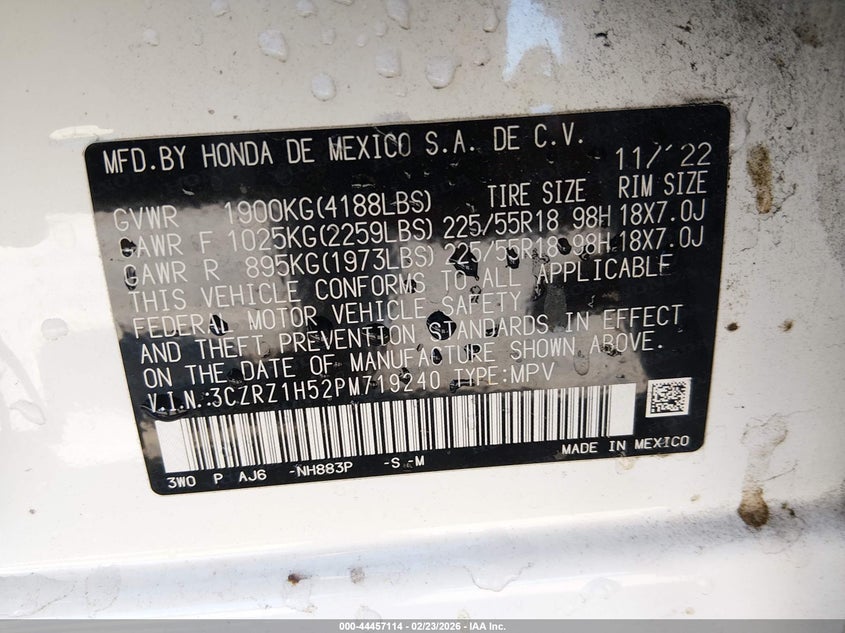 MFD.BY HONDA DE MEXICO S.A. DE C.V. 11/'22
GVWR 1900KG(4188LBS) TIRE SIZE RIM SIZE
GAWR F 1025KG(2259LBS) 225/55R18 98H 18X7.0J
GAWR R 895KG(1973LBS) 225/55R18 98H 18X7.0J
THIS VEHICLE CONFORMS TO ALL APPLICABLE
FEDERAL MOTOR VEHICLE SAFETY
AND THEFT PREVENTION STANDARDS IN EFFECT
ON THE DATE OF MANUFACTURE SHOWN ABOVE.
V.I.N.:3CZRZ1H52PM719240 TYPE:MPV
MADE IN MEXICO
3W0 P AJ6 -NH883P -S -M
000-44457114 - 02/23/2026 - IAA Inc.